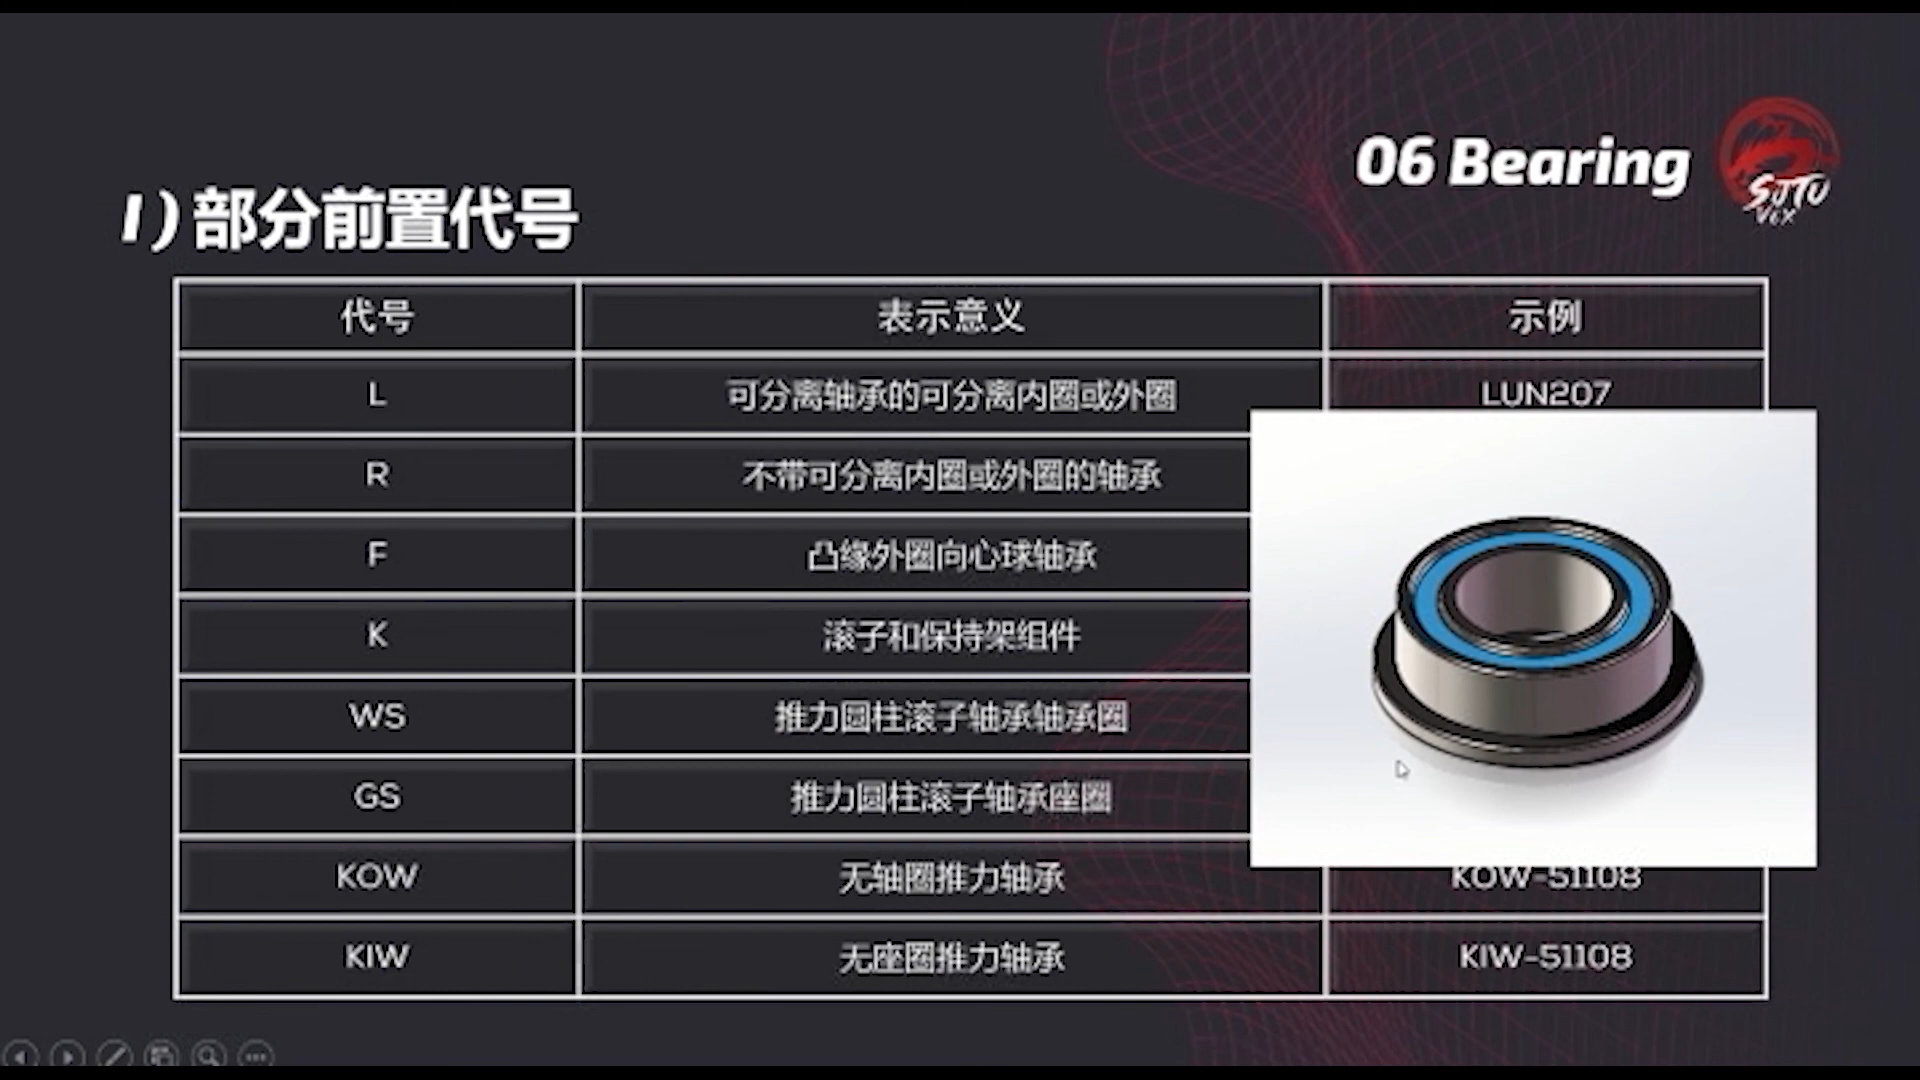 06 Bearing
SJTU
VEX
1) 部分前置代号
代号 表示意义 示例
L 可分离轴承的可分离内圈或外圈 LUN207
R 不带可分离内圈或外圈的轴承
F 凸缘外圈向心球轴承
K 滚子和保持架组件
WS 推力圆柱滚子轴承轴承圈
GS 推力圆柱滚子轴承座圈
KOW 无轴圈推力轴承 KOW-51108
KIW 无座圈推力轴承 KIW-51108